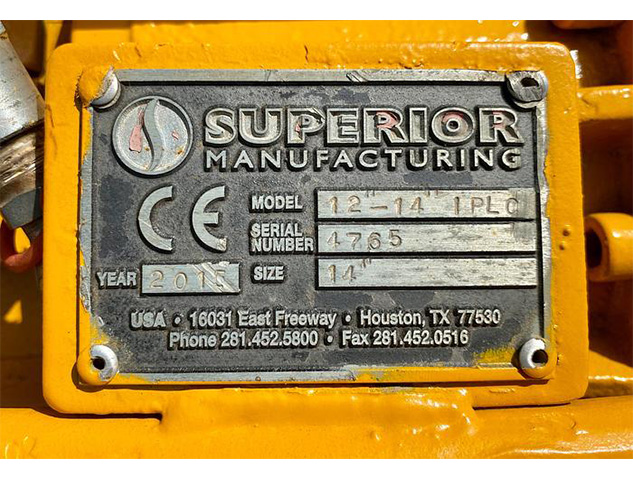 SUPERIOR
MANUFACTURING
CE
MODEL 12"-14" IPLC
SERIAL NUMBER 4765
YEAR 2015 SIZE 14"
USA • 16031 East Freeway • Houston, TX 77530
Phone 281.452.5800 • Fax 281.452.0516